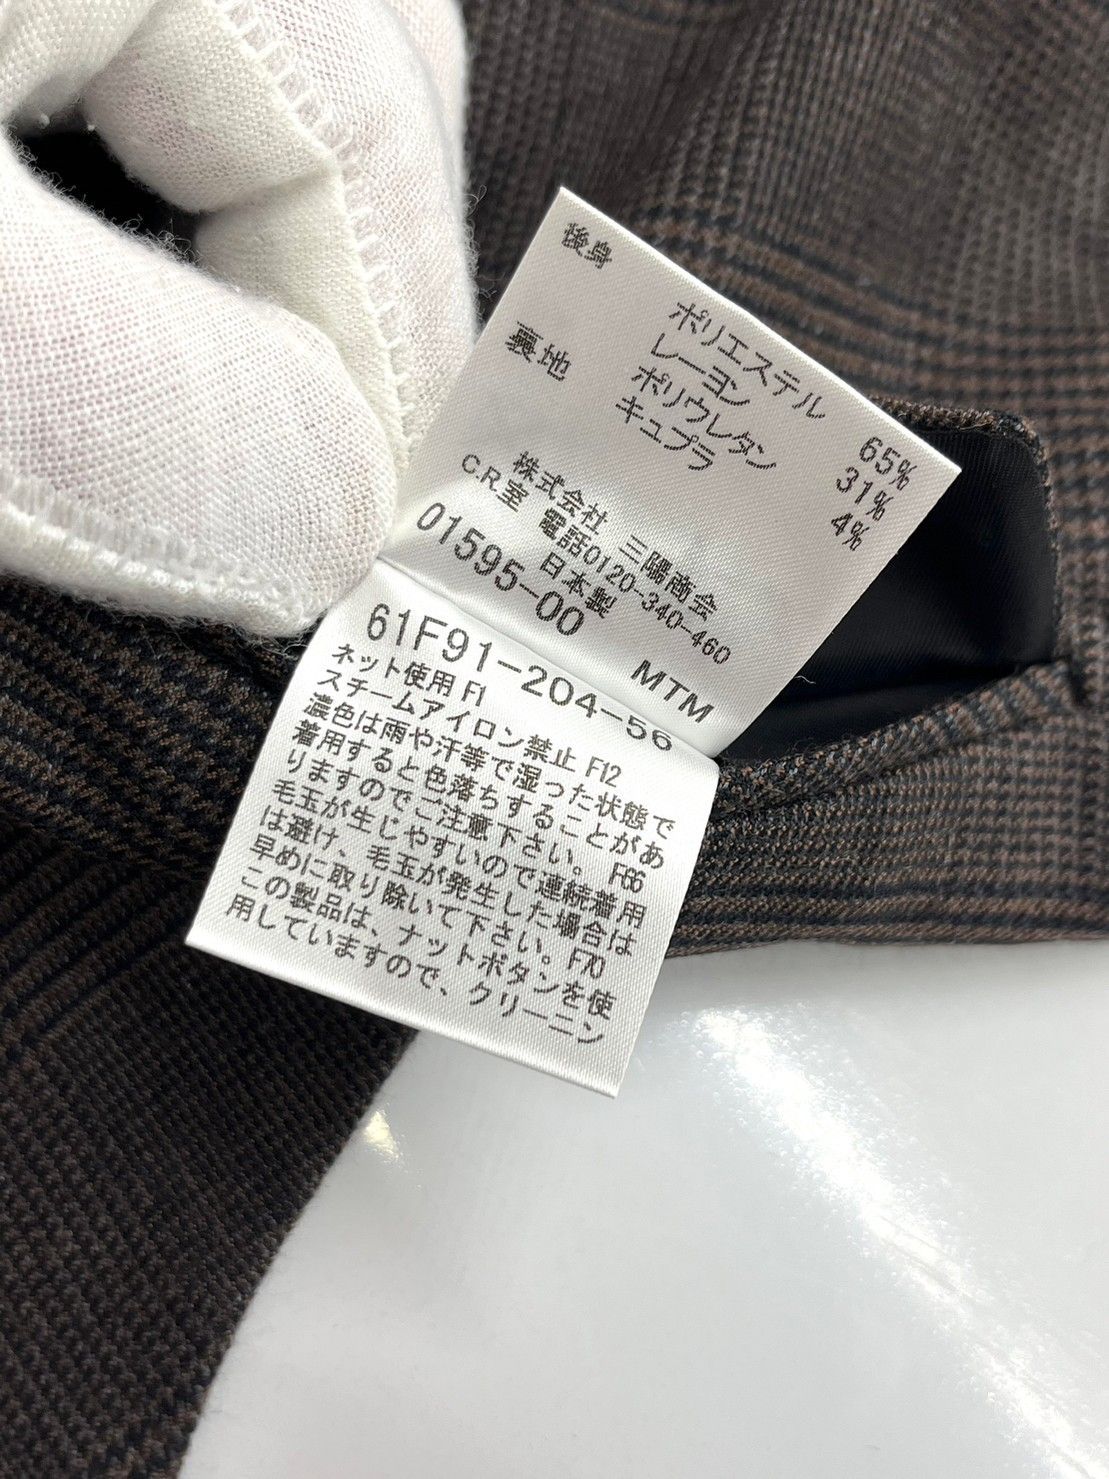 後身 ポリエステル 65%
レーヨン 31%
ポリウレタン 4%
裏地 キュプラ
株式会社 三陽商会
C.R室 電話0120-340-460
日本製
01595-00 MTM
61F91-204-56
ネット使用 F1
スチームアイロン禁止 F12
濃色は雨や汗等で湿った状態で
着用すると色落ちすることがあ
りますのでご注意下さい。 F66
毛玉が生じやすいので連続着用
は避け、毛玉が発生した場合は
早めに取り除いて下さい。F70
この製品は、ナットボタンを使
用していますので、クリーニン